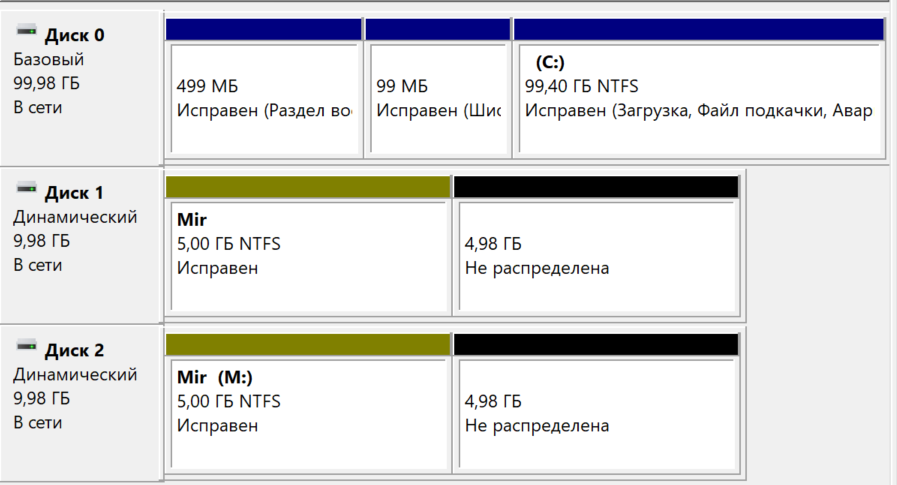 Диск 0
Базовый
99,98 ГБ
В сети
499 МБ
Исправен (Раздел во
99 МБ
Исправен (Шис
(C:)
99,40 ГБ NTFS
Исправен (Загрузка, Файл подкачки, Авар
Диск 1
Динамический
9,98 ГБ
В сети
Mir
5,00 ГБ NTFS
Исправен
4,98 ГБ
Не распределена
Диск 2
Динамический
9,98 ГБ
В сети
Mir (M:)
5,00 ГБ NTFS
Исправен
4,98 ГБ
Не распределена